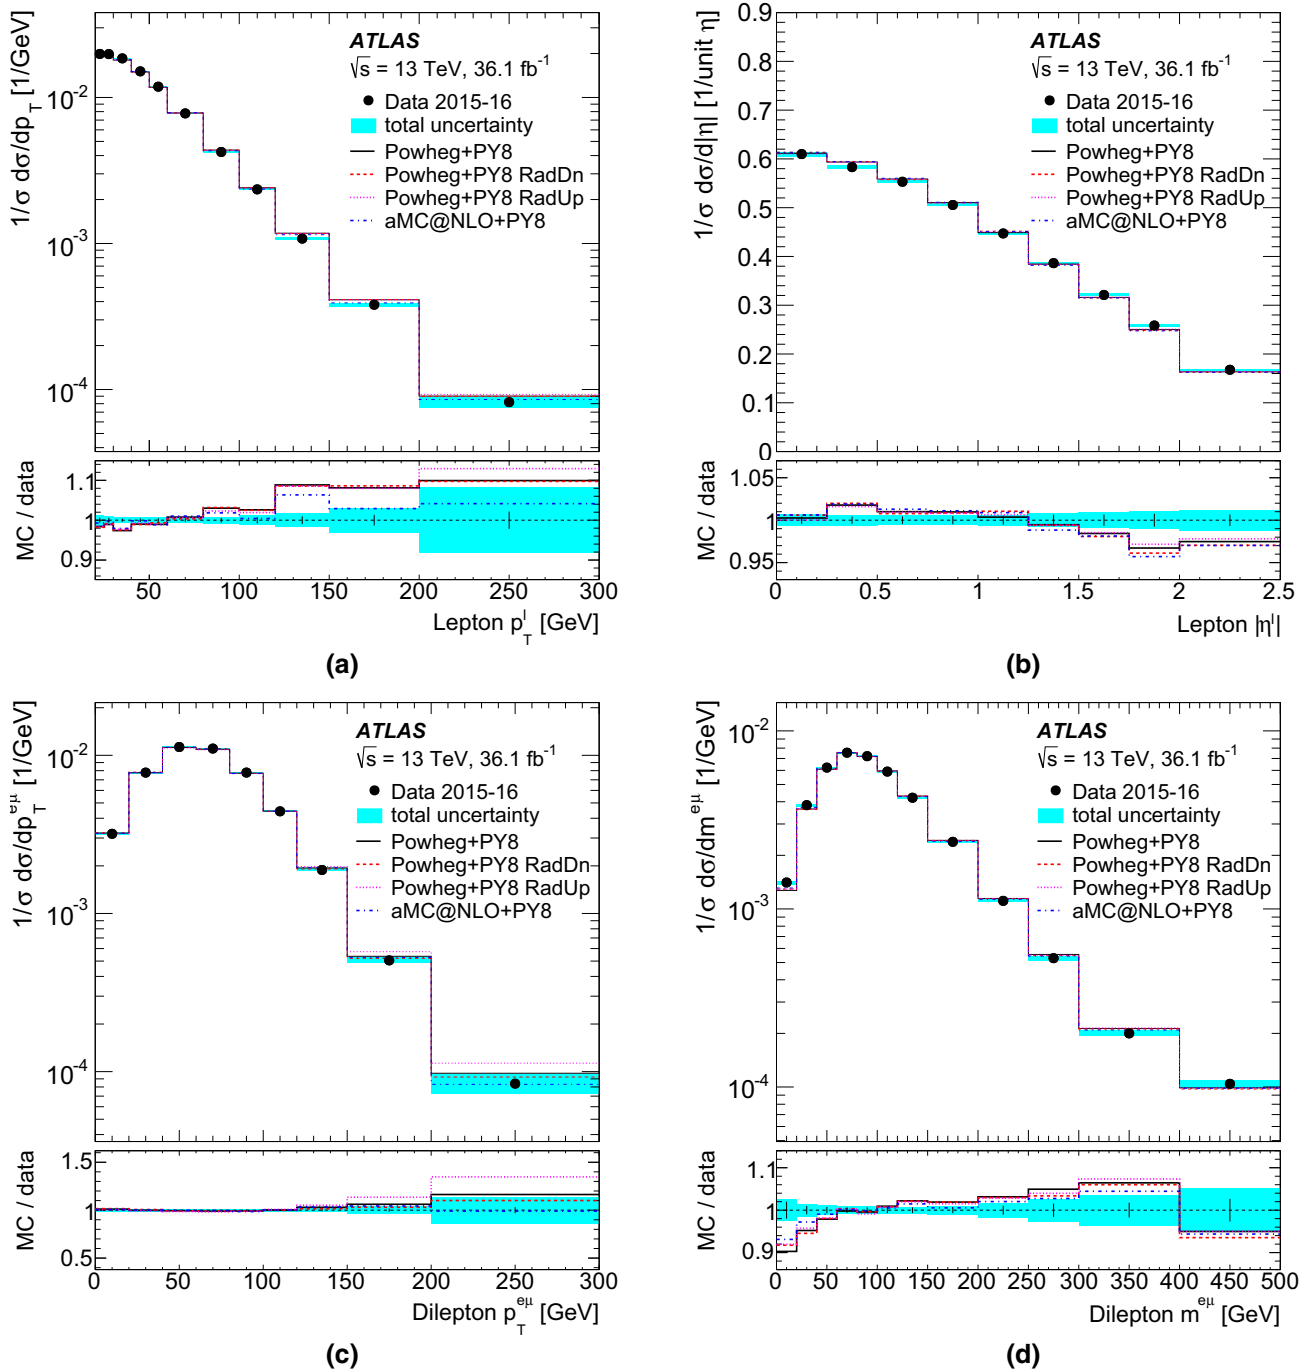 1/σ dσ/dp_T [1/GeV]
10^-2
10^-3
10^-4
ATLAS
√s = 13 TeV, 36.1 fb^-1
Data 2015-16
total uncertainty
Powheg+PY8
Powheg+PY8 RadDn
Powheg+PY8 RadUp
aMC@NLO+PY8
MC / data
1.1
1
0.9
50 100 150 200 250 300
Lepton p_T^l [GeV]
(a)
1/σ dσ/d|η| [1/unit η]
0.9
0.8
0.7
0.6
0.5
0.4
0.3
0.2
0.1
0
ATLAS
√s = 13 TeV, 36.1 fb^-1
Data 2015-16
total uncertainty
Powheg+PY8
Powheg+PY8 RadDn
Powheg+PY8 RadUp
aMC@NLO+PY8
MC / data
1.05
1
0.95
0 0.5 1 1.5 2 2.5
Lepton |η^l|
(b)
1/σ dσ/dp_T^eμ [1/GeV]
10^-2
10^-3
10^-4
ATLAS
√s = 13 TeV, 36.1 fb^-1
Data 2015-16
total uncertainty
Powheg+PY8
Powheg+PY8 RadDn
Powheg+PY8 RadUp
aMC@NLO+PY8
MC / data
1.5
1
0.5
0 50 100 150 200 250 300
Dilepton p_T^eμ [GeV]
(c)
1/σ dσ/dm^eμ [1/GeV]
10^-2
10^-3
10^-4
ATLAS
√s = 13 TeV, 36.1 fb^-1
Data 2015-16
total uncertainty
Powheg+PY8
Powheg+PY8 RadDn
Powheg+PY8 RadUp
aMC@NLO+PY8
MC / data
1.1
1
0.9
0 50 100 150 200 250 300 350 400 450 500
Dilepton m^eμ [GeV]
(d)